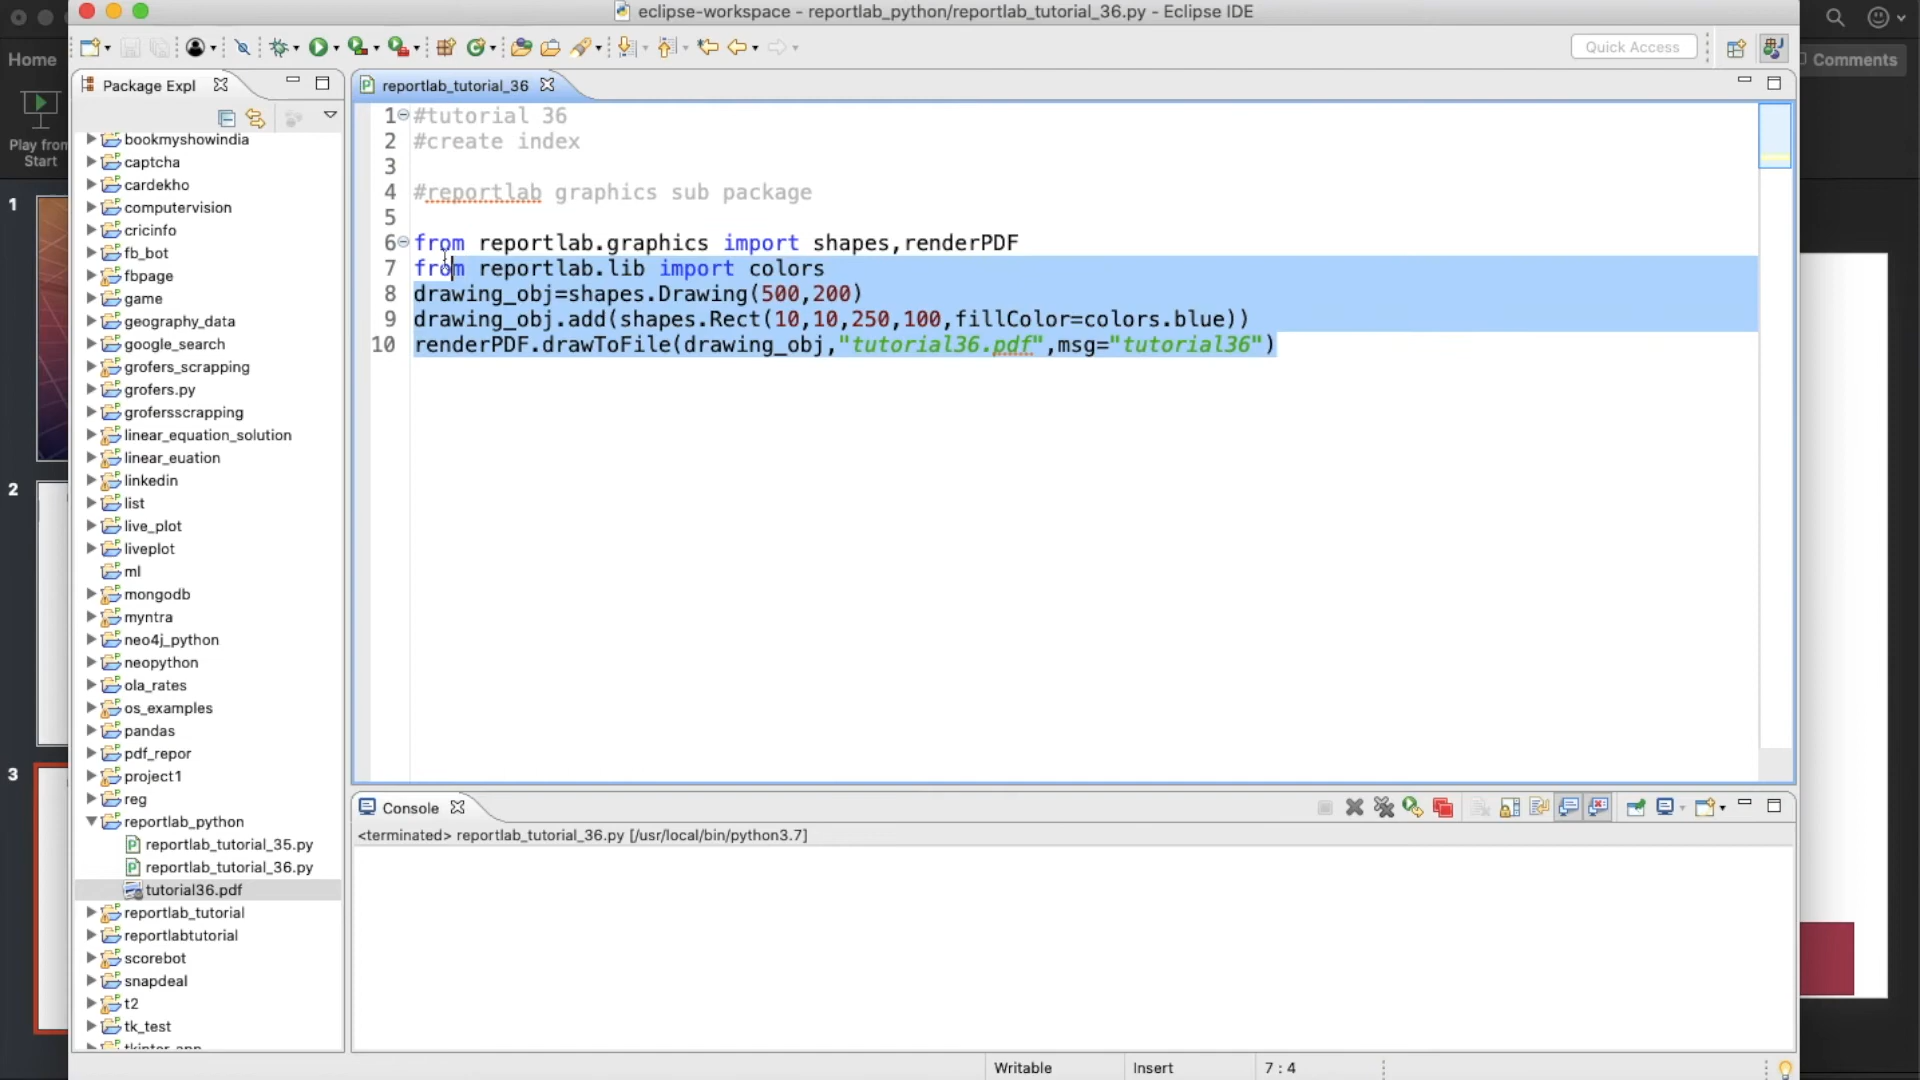 eclipse-workspace - reportlab_python/reportlab_tutorial_36.py - Eclipse IDE
Home
Play from
Start
1
2
3
Comments
Quick Access
Package Expl
bookmyshowindia
captcha
cardekho
computervision
cricinfo
fb_bot
fbpage
game
geography_data
google_search
grofers_scrapping
grofers.py
grofersscrapping
linear_equation_solution
linear_euation
linkedin
list
live_plot
liveplot
ml
mongodb
myntra
neo4j_python
neopython
ola_rates
os_examples
pandas
pdf_repor
project1
reg
reportlab_python
reportlab_tutorial_35.py
reportlab_tutorial_36.py
tutorial36.pdf
reportlab_tutorial
reportlabtutorial
scorebot
snapdeal
t2
tk_test
reportlab_tutorial_36
1 #tutorial 36
2 #create index
3
4 #reportlab graphics sub package
5
6 from reportlab.graphics import shapes,renderPDF
7 from reportlab.lib import colors
8 drawing_obj=shapes.Drawing(500,200)
9 drawing_obj.add(shapes.Rect(10,10,250,100,fillColor=colors.blue))
10 renderPDF.drawToFile(drawing_obj,"tutorial36.pdf",msg="tutorial36")
Console
<terminated> reportlab_tutorial_36.py [/usr/local/bin/python3.7]
Writable
Insert
7 : 4